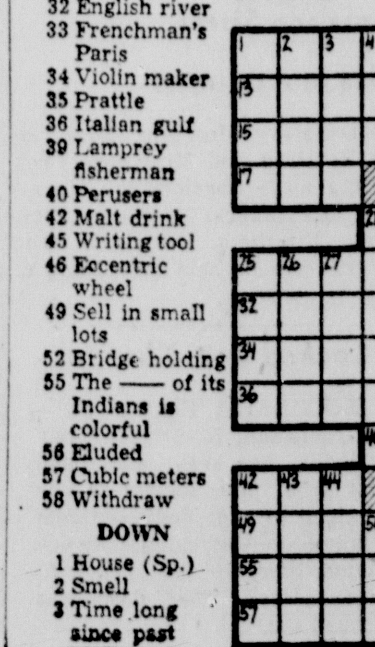 32 English river
33 Frenchman's
Paris
34 Violin maker
35 Prattle
36 Italian gulf
39 Lamprey
fisherman
40 Perusers
42 Malt drink
45 Writing tool
46 Eccentric
wheel
49 Sell in small
lots
52 Bridge holding
55 The —— of its
Indians is
colorful
56 Eluded
57 Cubic meters
58 Withdraw
DOWN
1 House (Sp.)
2 Smell
3 Time long
since past
1 2 3 4
13
15
17
25 26 27
32
34
36
42 43 44
49
55
57